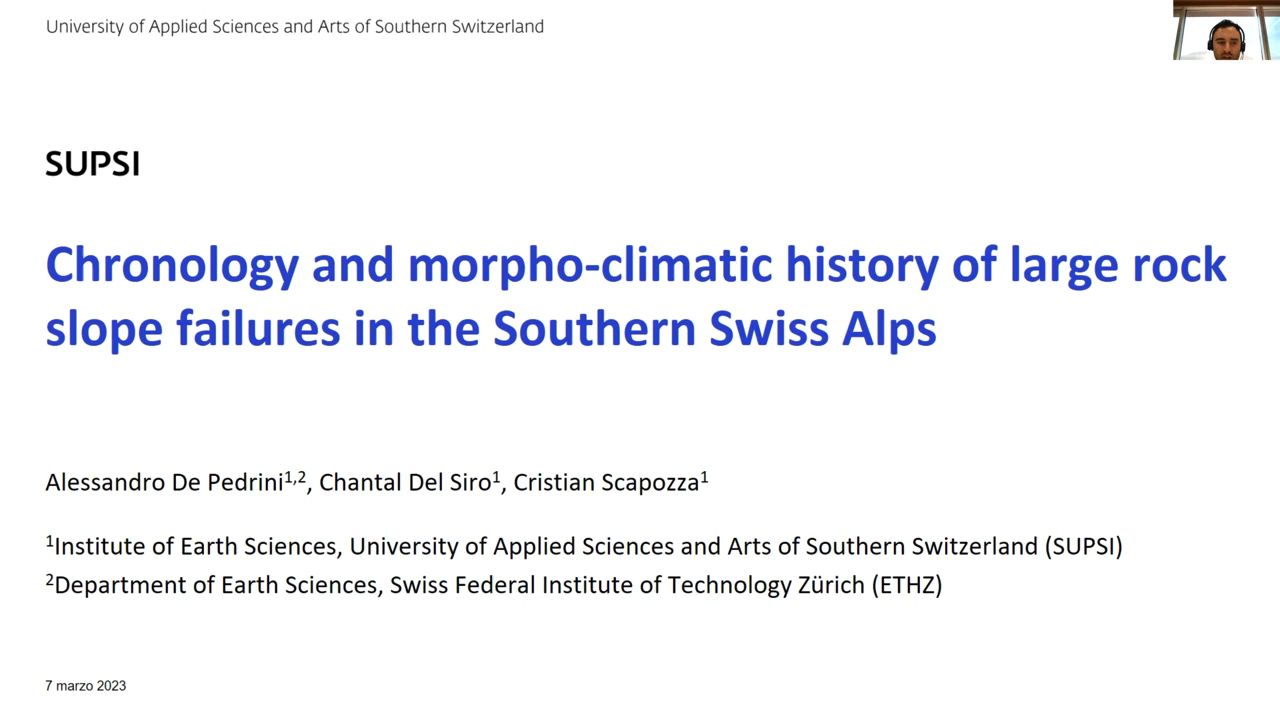 University of Applied Sciences and Arts of Southern Switzerland
SUPSI
Chronology and morpho-climatic history of large rock
slope failures in the Southern Swiss Alps
Alessandro De Pedrini¹,², Chantal Del Siro¹, Cristian Scapozza¹
¹Institute of Earth Sciences, University of Applied Sciences and Arts of Southern Switzerland (SUPSI)
²Department of Earth Sciences, Swiss Federal Institute of Technology Zürich (ETHZ)
7 marzo 2023